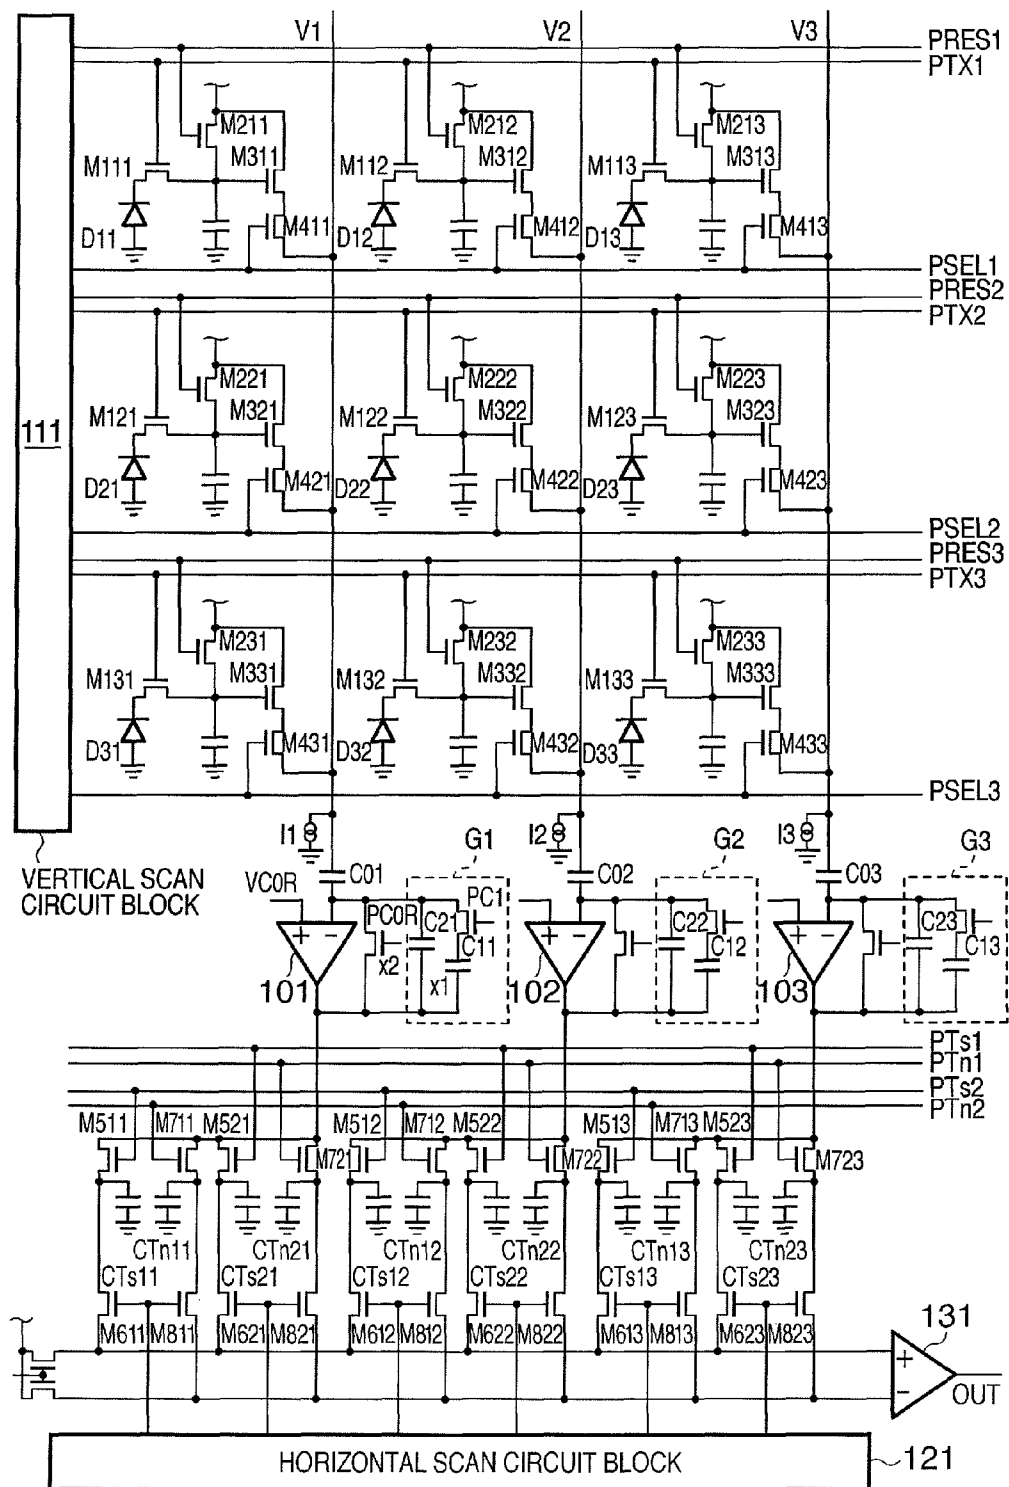 V1 V2 V3 PRES1
PTX1
M211 M212 M213
M111 M311 M112 M312 M113 M313
D11 M411 D12 M412 D13 M413
PSEL1
PRES2
PTX2
M221 M222 M223
M121 M321 M122 M322 M123 M323
111
D21 M421 D22 M422 D23 M423
PSEL2
PRES3
PTX3
M231 M232 M233
M131 M331 M132 M332 M133 M333
D31 M431 D32 M432 D33 M433
PSEL3
I1 I2 I3
G1 G2 G3
VERTICAL SCAN
CIRCUIT BLOCK
VC0R C01 C02 C03
PC1
PC0R C21 C22 C23
+ − C11 + − C12 + − C13
x2 x1
101 102 103
PTs1
PTn1
PTs2
PTn2
M511 M711 M521 M512 M712 M522 M513 M713 M523
M721 M722 M723
CTn11 CTn21 CTn12 CTn22 CTn13 CTn23
CTs11 CTs21 CTs12 CTs22 CTs13 CTs23
M611 M811 M621 M821 M612 M812 M622 M822 M613 M813 M623 M823
131
+
−
OUT
HORIZONTAL SCAN CIRCUIT BLOCK
121